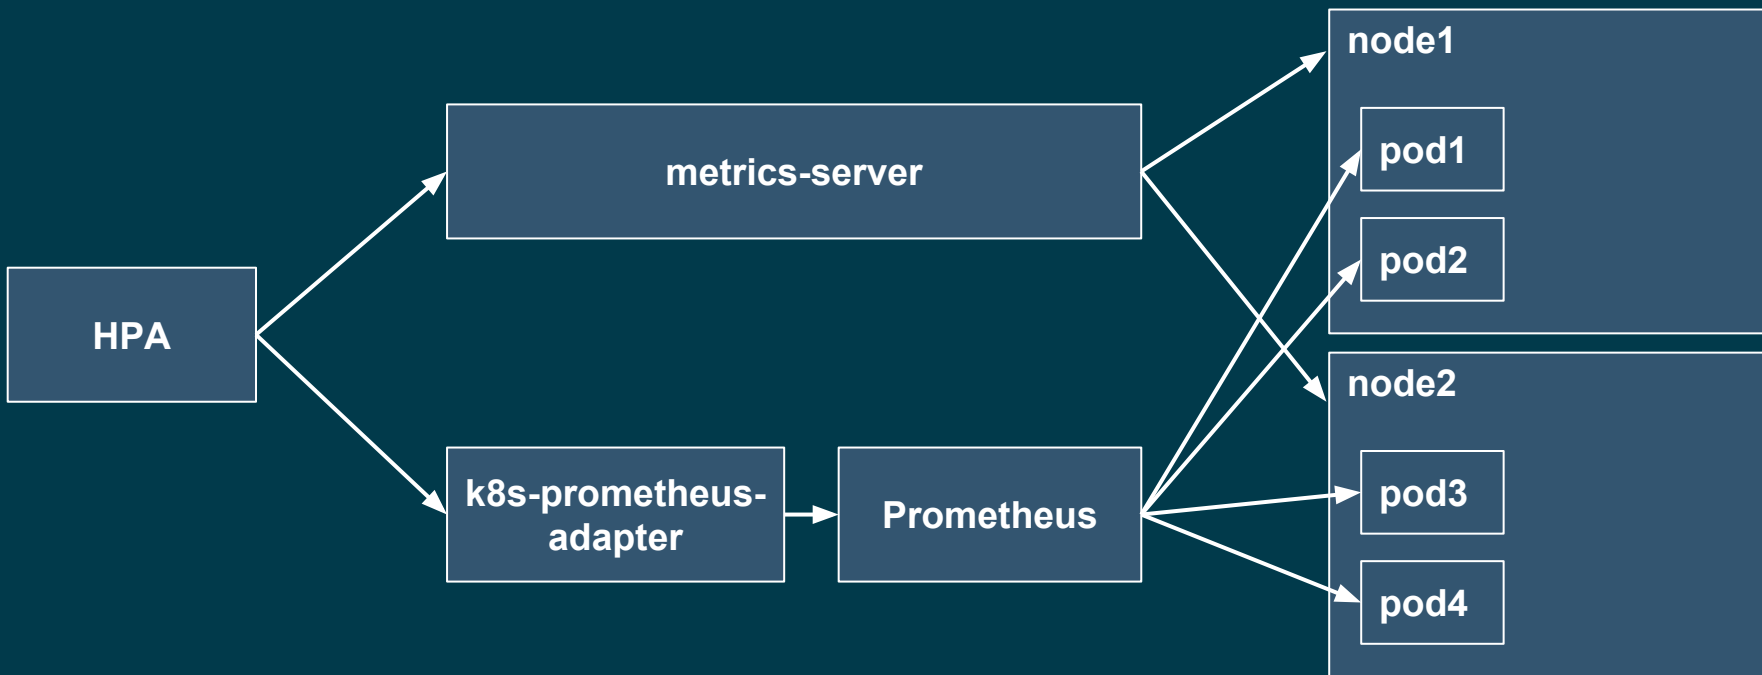 node1
pod1
metrics-server
pod2
HPA
node2
k8s-prometheus-
adapter
Prometheus
pod3
pod4